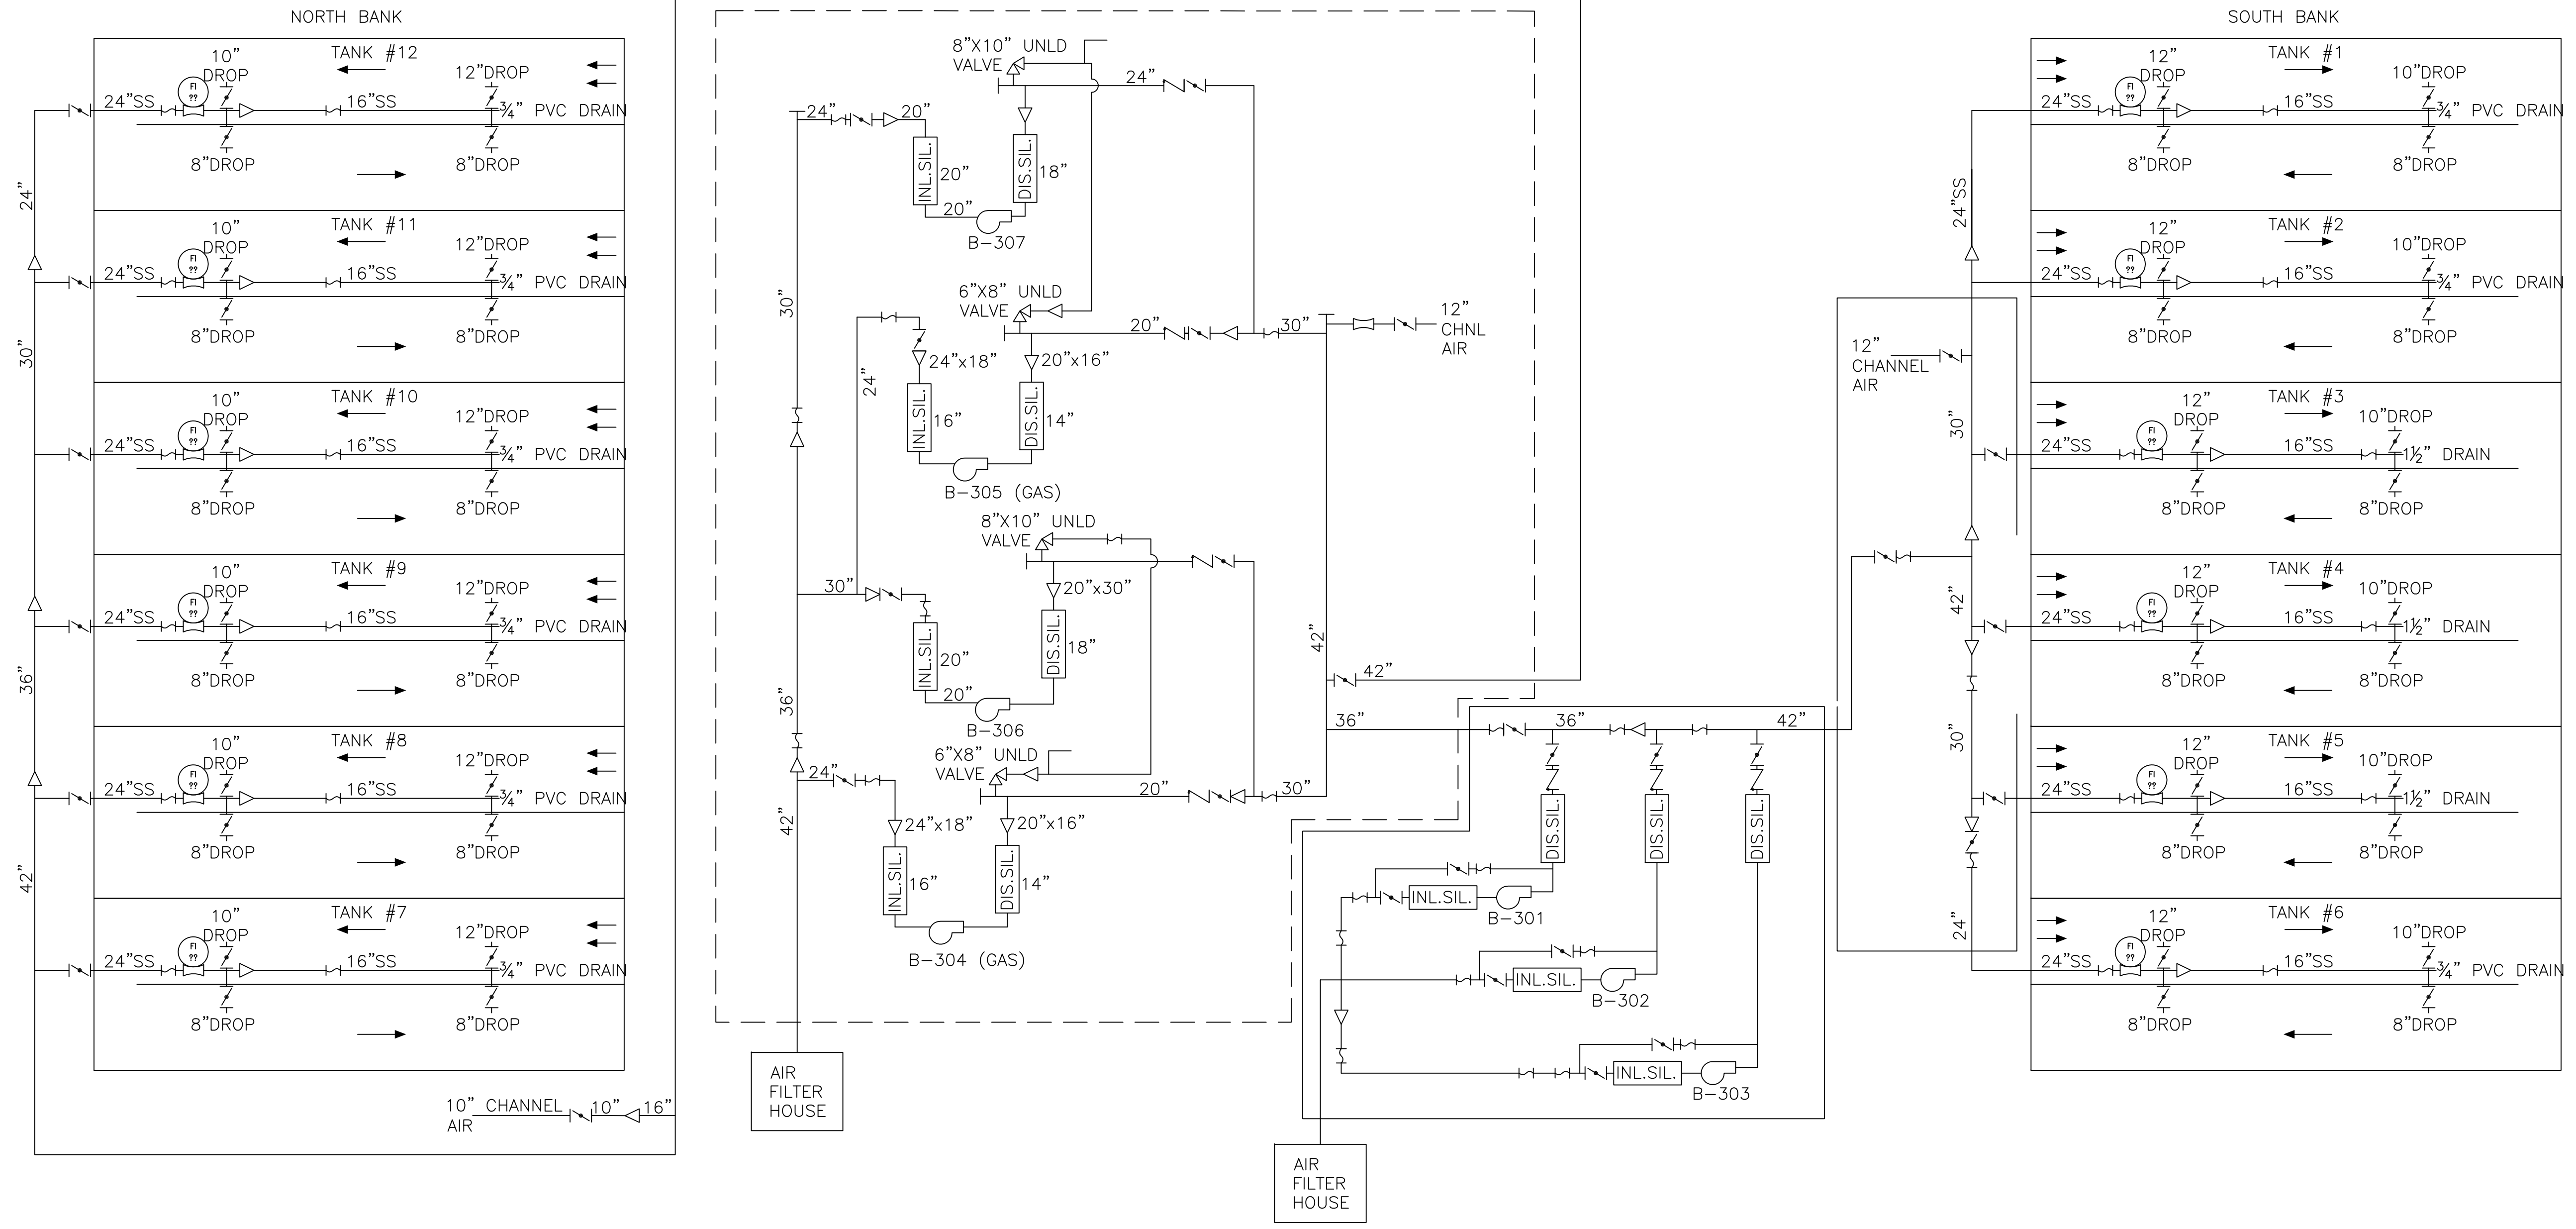 NORTH BANK
10"
DROP
TANK #12
12"DROP
FI
??
24"SS
16"SS
3/4" PVC DRAIN
8"DROP
8"DROP
24"
10"
DROP
TANK #11
12"DROP
FI
??
24"SS
16"SS
3/4" PVC DRAIN
8"DROP
8"DROP
30"
10"
DROP
TANK #10
12"DROP
FI
??
24"SS
16"SS
3/4" PVC DRAIN
8"DROP
8"DROP
10"
DROP
TANK #9
12"DROP
FI
??
24"SS
16"SS
3/4" PVC DRAIN
8"DROP
8"DROP
36"
10"
DROP
TANK #8
12"DROP
FI
??
24"SS
16"SS
3/4" PVC DRAIN
8"DROP
8"DROP
42"
10"
DROP
TANK #7
12"DROP
FI
??
24"SS
16"SS
3/4" PVC DRAIN
8"DROP
8"DROP
10" CHANNEL
AIR
10"
16"
8"X10" UNLD
VALVE
24"
24"
20"
INL.SIL.
20"
DIS.SIL.
18"
20"
B-307
30"
6"X8" UNLD
VALVE
20"
30"
12"
CHNL
AIR
24"
24"x18"
20"x16"
INL.SIL.
16"
DIS.SIL.
14"
B-305 (GAS)
8"X10" UNLD
VALVE
30"
20"x30"
INL.SIL.
20"
DIS.SIL.
18"
20"
B-306
42"
42"
36"
6"X8" UNLD
VALVE
24"
20"
30"
42"
24"x18"
20"x16"
INL.SIL.
16"
DIS.SIL.
14"
B-304 (GAS)
AIR
FILTER
HOUSE
36"
36"
42"
DIS.SIL.
DIS.SIL.
DIS.SIL.
INL.SIL.
B-301
INL.SIL.
B-302
INL.SIL.
B-303
AIR
FILTER
HOUSE
SOUTH BANK
12"
DROP
TANK #1
10"DROP
FI
??
24"SS
16"SS
3/4" PVC DRAIN
8"DROP
8"DROP
24"SS
12"
DROP
TANK #2
10"DROP
FI
??
24"SS
16"SS
3/4" PVC DRAIN
8"DROP
8"DROP
12"
CHANNEL
AIR
30"
12"
DROP
TANK #3
10"DROP
FI
??
24"SS
16"SS
1½" DRAIN
8"DROP
8"DROP
42"
12"
DROP
TANK #4
10"DROP
FI
??
24"SS
16"SS
1½" DRAIN
8"DROP
8"DROP
30"
12"
DROP
TANK #5
10"DROP
FI
??
24"SS
16"SS
1½" DRAIN
8"DROP
8"DROP
24"
12"
DROP
TANK #6
10"DROP
FI
??
24"SS
16"SS
3/4" PVC DRAIN
8"DROP
8"DROP